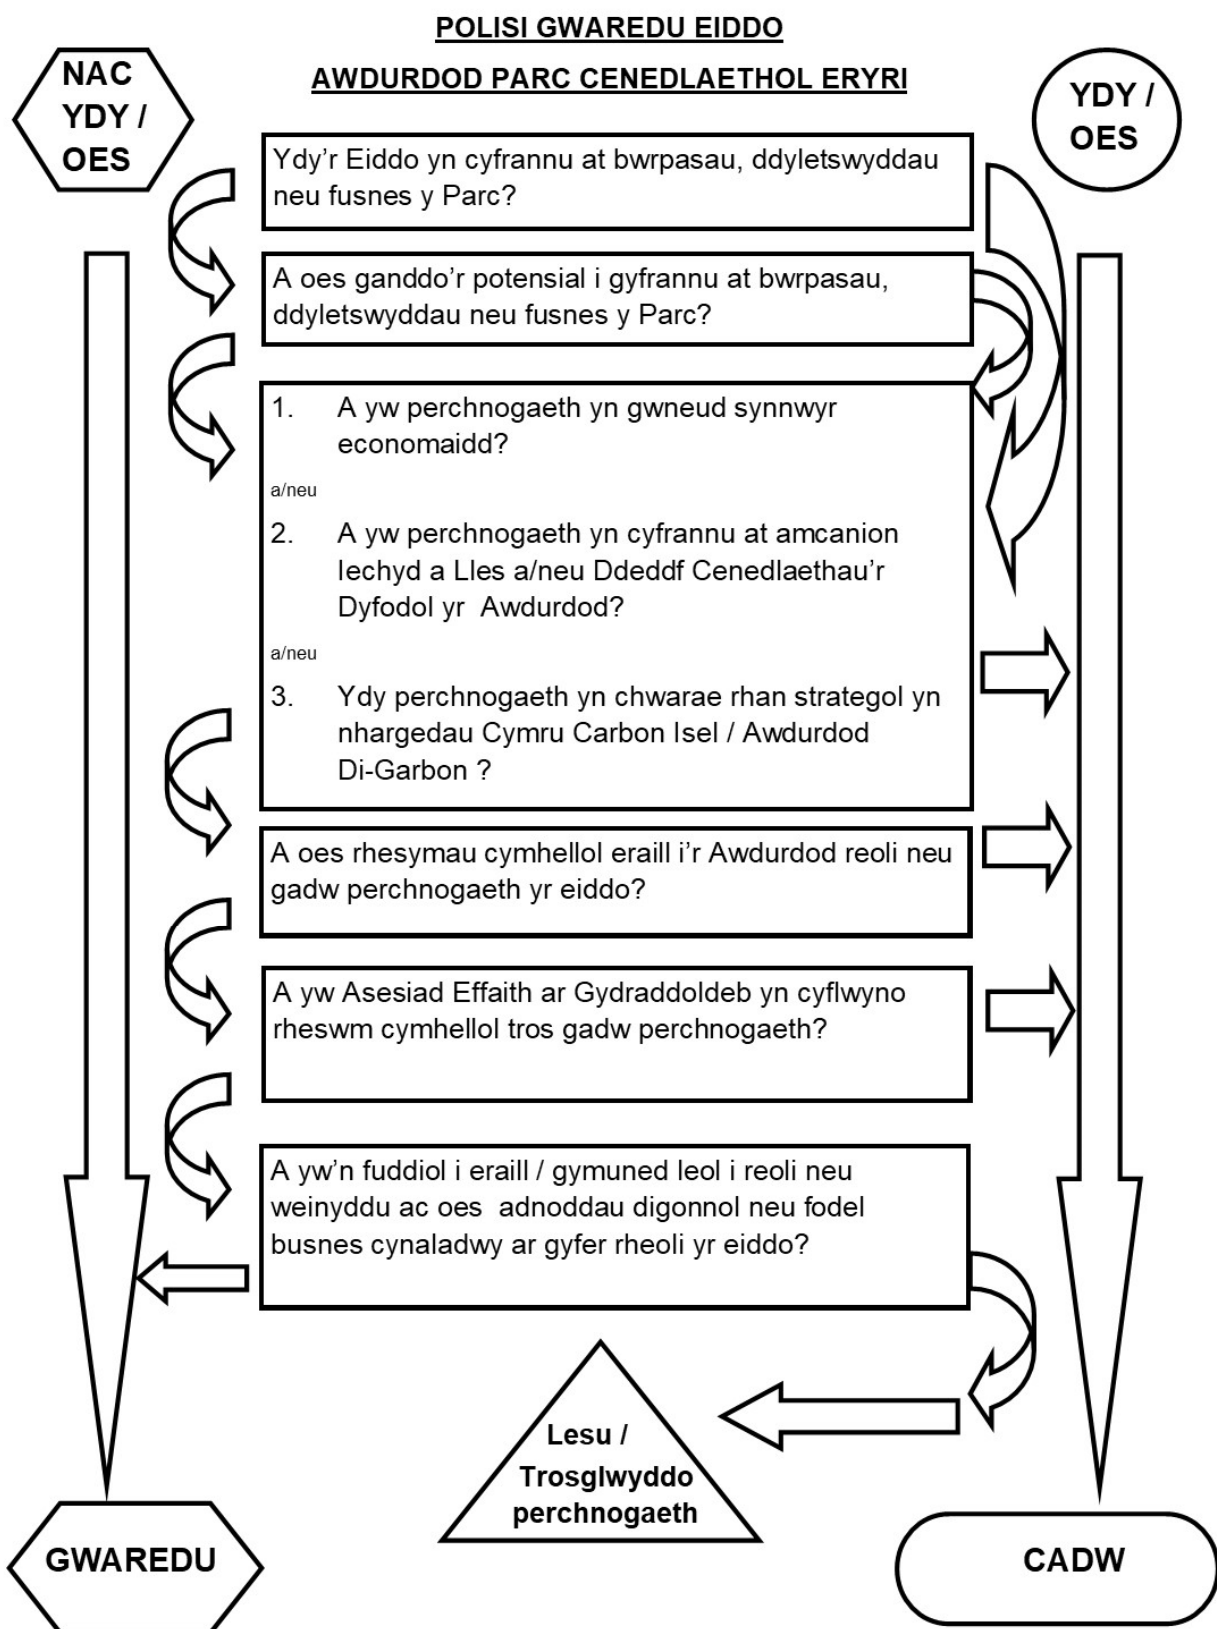 POLISI GWAREDU EIDDO
AWDURDOD PARC CENEDLAETHOL ERYRI
NAC
YDY /
OES
YDY /
OES
Ydy’r Eiddo yn cyfrannu at bwrpasau, ddyletswyddau
neu fusnes y Parc?
A oes ganddo’r potensial i gyfrannu at bwrpasau,
ddyletswyddau neu fusnes y Parc?
1. A yw perchnogaeth yn gwneud synnwyr
economaidd?
a/neu
2. A yw perchnogaeth yn cyfrannu at amcanion
Iechyd a Lles a/neu Ddeddf Cenedlaethau’r
Dyfodol yr Awdurdod?
a/neu
3. Ydy perchnogaeth yn chwarae rhan strategol yn
nhargedau Cymru Carbon Isel / Awdurdod
Di-Garbon ?
A oes rhesymau cymhellol eraill i’r Awdurdod reoli neu
gadw perchnogaeth yr eiddo?
A yw Asesiad Effaith ar Gydraddoldeb yn cyflwyno
rheswm cymhellol tros gadw perchnogaeth?
A yw’n fuddiol i eraill / gymuned leol i reoli neu
weinyddu ac oes adnoddau digonnol neu fodel
busnes cynaladwy ar gyfer rheoli yr eiddo?
Lesu /
Trosglwyddo
perchnogaeth
GWAREDU
CADW